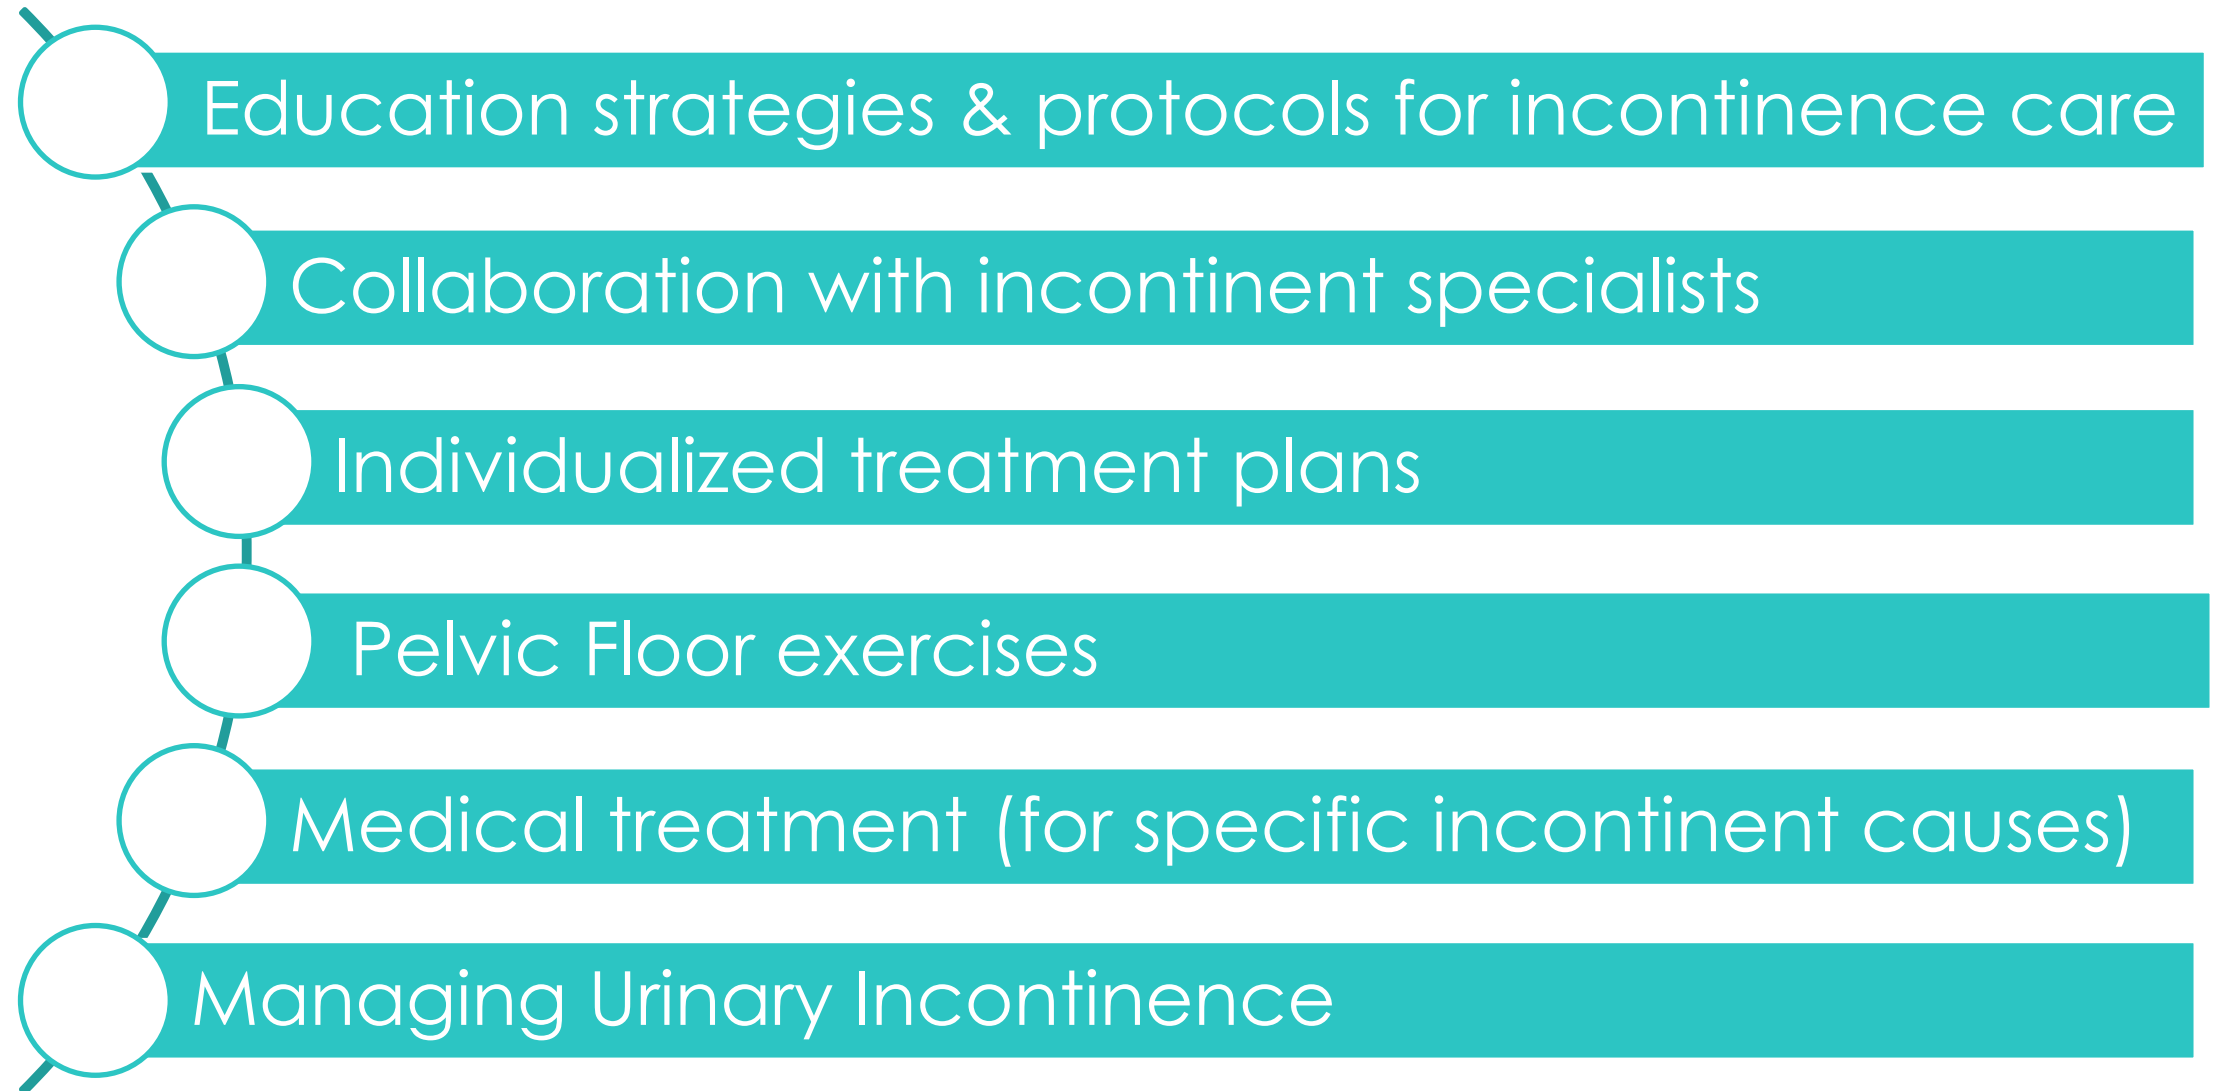 Education strategies & protocols for incontinence care
Collaboration with incontinent specialists
Individualized treatment plans
Pelvic Floor exercises
Medical treatment (for specific incontinent causes)
Managing Urinary Incontinence